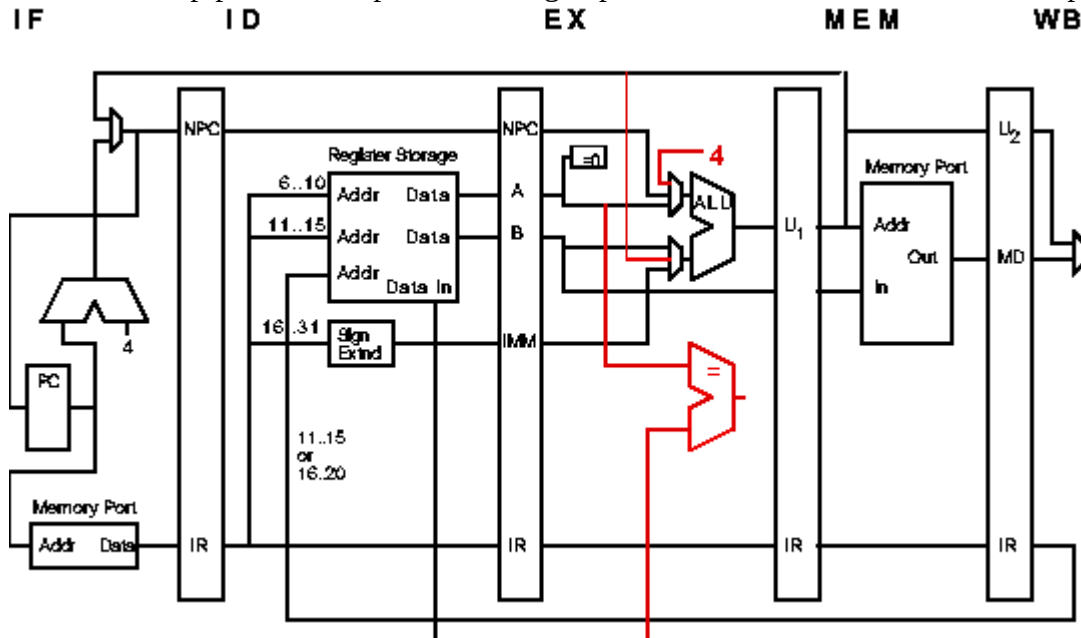 IF ID EX MEM WB
NPC NPC U2
=0
4
Register Storage
Memory Port
6..10 Addr Data A ALU
11..15 Addr Data B U1 Addr
Addr Out MD
Data In In
4
16..31 Sign Extnd IMM
=
PC
11..15
or
16..20
Memory Port
Addr Data IR IR IR IR